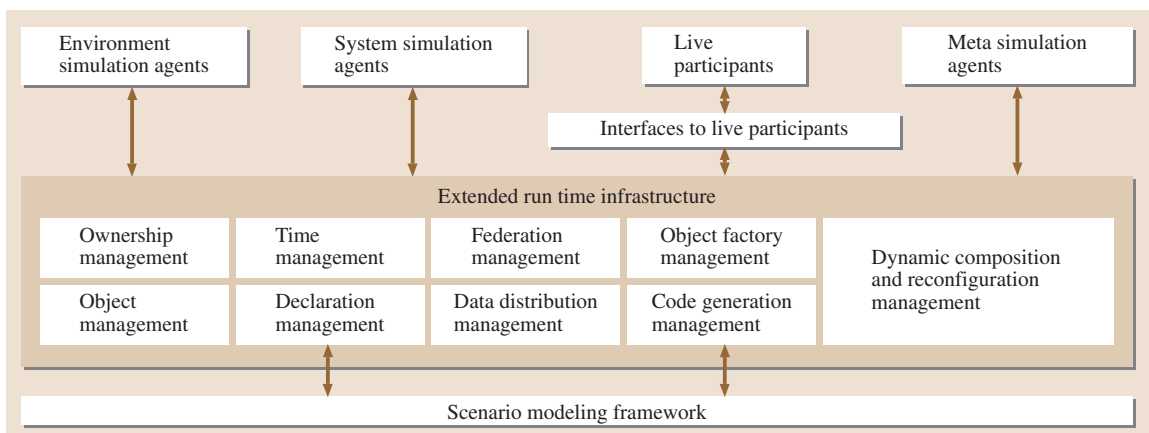 Environment
simulation agents
System simulation
agents
Live
participants
Meta simulation
agents
Interfaces to live participants
Extended run time infrastructure
Ownership
management
Time
management
Federation
management
Object factory
management
Dynamic composition
and reconfiguration
management
Object
management
Declaration
management
Data distribution
management
Code generation
management
Scenario modeling framework